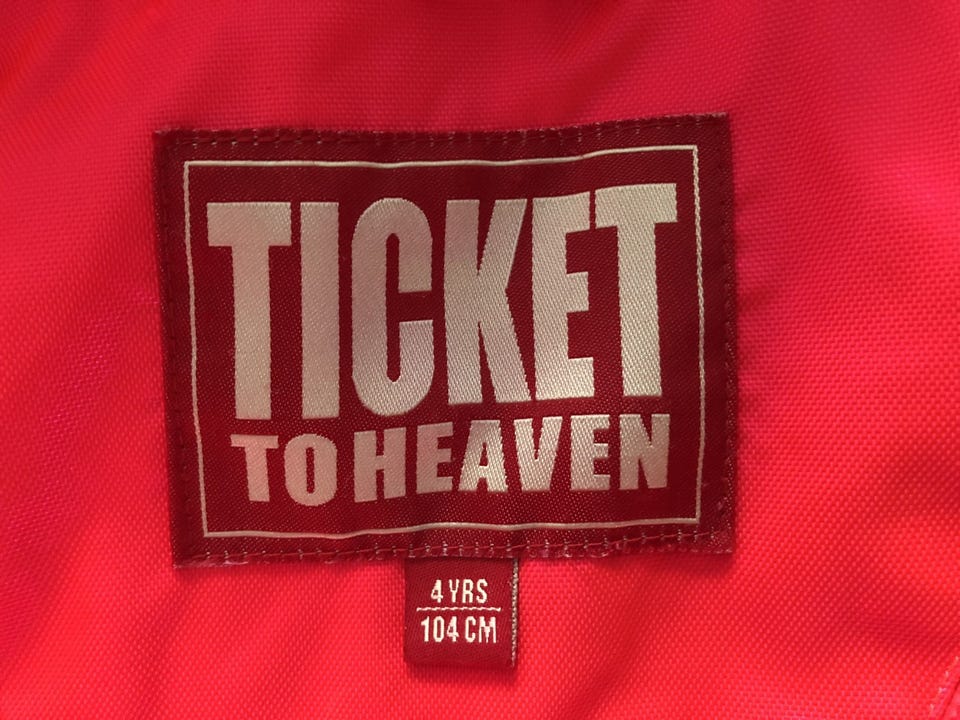 TICKET
TO HEAVEN
4 YRS
104 CM